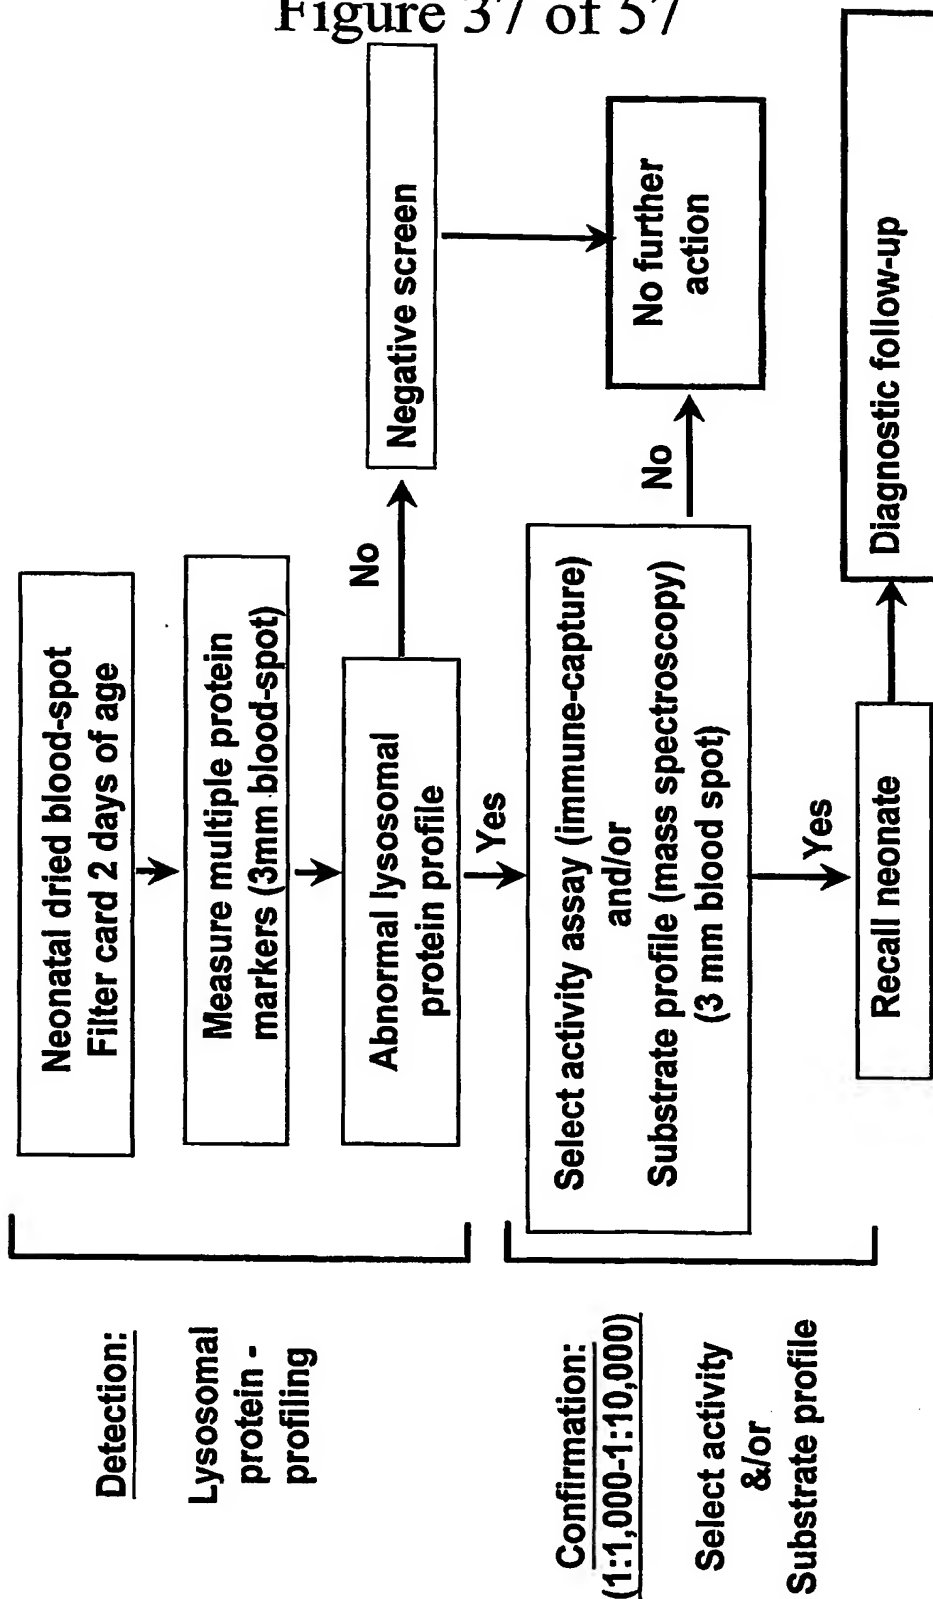 Figure 37 of 57
Detection:
Lysosomal
protein -
profiling
Neonatal dried blood-spot
Filter card 2 days of age
Measure multiple protein
markers (3mm blood-spot)
Abnormal lysosomal
protein profile
No
Negative screen
Yes
Confirmation:
(1:1,000-1:10,000)
Select activity
&/or
Substrate profile
Select activity assay (immune-capture)
and/or
Substrate profile (mass spectroscopy)
(3 mm blood spot)
No
No further
action
Yes
Recall neonate
Diagnostic follow-up